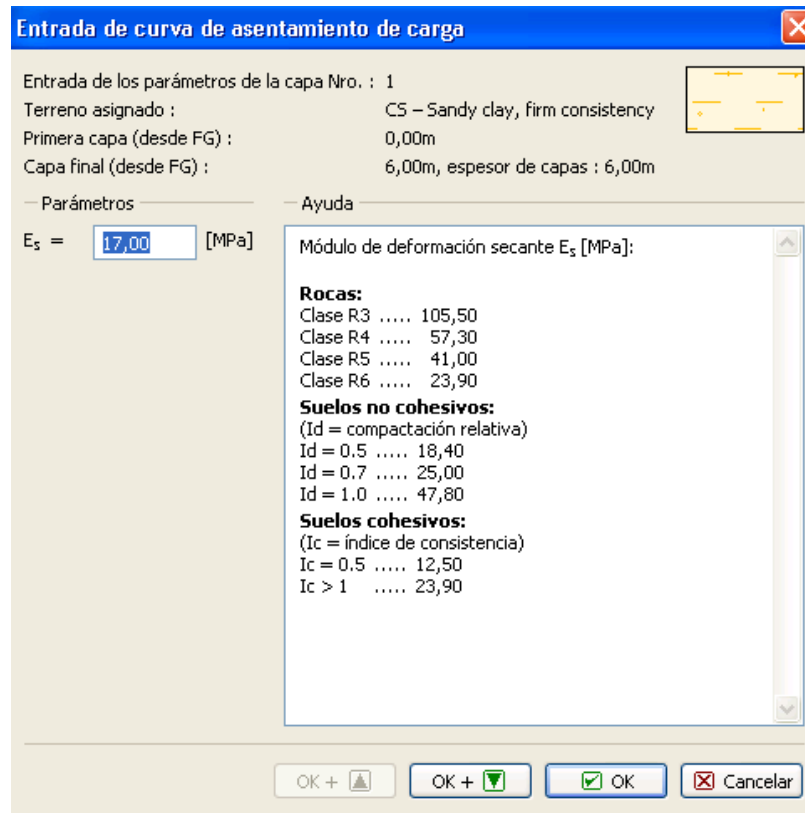 Entrada de curva de asentamiento de carga
Entrada de los parámetros de la capa Nro. : 1
Terreno asignado : CS – Sandy clay, firm consistency
Primera capa (desde FG) : 0,00m
Capa final (desde FG) : 6,00m, espesor de capas : 6,00m
Parámetros
Es = 17,00 [MPa]
Ayuda
Módulo de deformación secante Es [MPa]:
Rocas:
Clase R3 ..... 105,50
Clase R4 ..... 57,30
Clase R5 ..... 41,00
Clase R6 ..... 23,90
Suelos no cohesivos:
(Id = compactación relativa)
Id = 0.5 ..... 18,40
Id = 0.7 ..... 25,00
Id = 1.0 ..... 47,80
Suelos cohesivos:
(Ic = índice de consistencia)
Ic = 0.5 ..... 12,50
Ic > 1 ..... 23,90
OK + OK + OK Cancelar